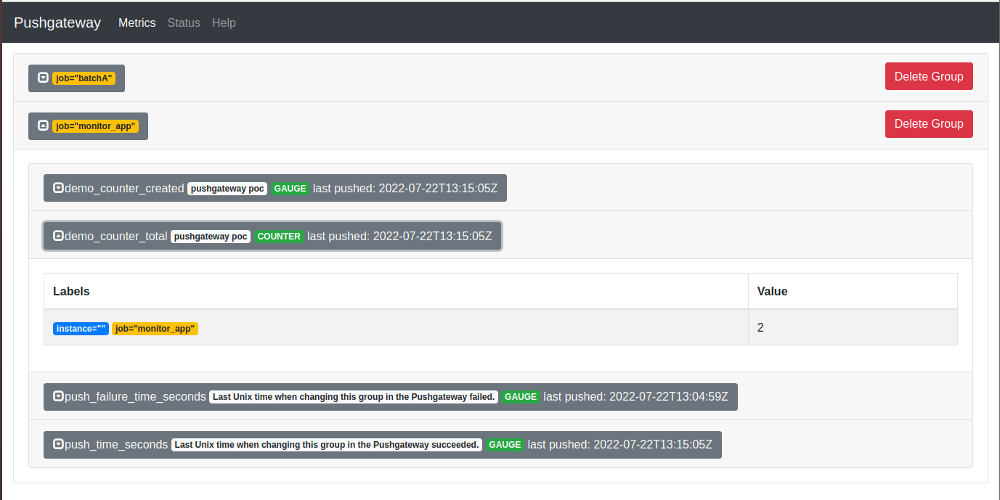 Pushgateway Metrics Status Help
job="batchA" Delete Group
job="monitor_app" Delete Group
demo_counter_created pushgateway poc GAUGE last pushed: 2022-07-22T13:15:05Z
demo_counter_total pushgateway poc COUNTER last pushed: 2022-07-22T13:15:05Z
Labels Value
instance="" job="monitor_app" 2
push_failure_time_seconds Last Unix time when changing this group in the Pushgateway failed. GAUGE last pushed: 2022-07-22T13:04:59Z
push_time_seconds Last Unix time when changing this group in the Pushgateway succeeded. GAUGE last pushed: 2022-07-22T13:15:05Z